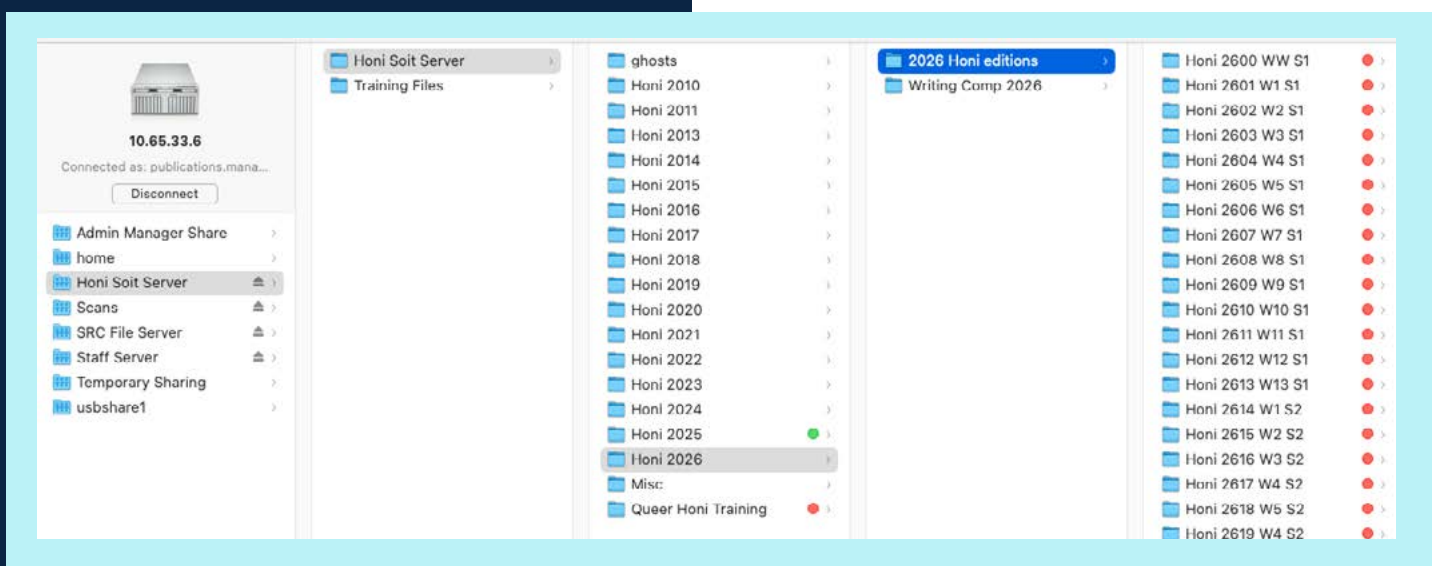 10.65.33.6
Connected as: publications.mana...
Disconnect
Admin Manager Share
home
Honi Soit Server
Scans
SRC File Server
Staff Server
Temporary Sharing
usbshare1
Honi Soit Server
Training Files
ghosts
Honi 2010
Honi 2011
Honi 2013
Honi 2014
Honi 2015
Honi 2016
Honi 2017
Honi 2018
Honi 2019
Honi 2020
Honi 2021
Honi 2022
Honi 2023
Honi 2024
Honi 2025
Honi 2026
Misc
Queer Honi Training
2026 Honi editions
Writing Comp 2026
Honi 2600 WW S1
Honi 2601 W1 S1
Honi 2602 W2 S1
Honi 2603 W3 S1
Honi 2604 W4 S1
Honi 2605 W5 S1
Honi 2606 W6 S1
Honi 2607 W7 S1
Honi 2608 W8 S1
Honi 2609 W9 S1
Honi 2610 W10 S1
Honi 2611 W11 S1
Honi 2612 W12 S1
Honi 2613 W13 S1
Honi 2614 W1 S2
Honi 2615 W2 S2
Honi 2616 W3 S2
Honi 2617 W4 S2
Honi 2618 W5 S2
Honi 2619 W4 S2